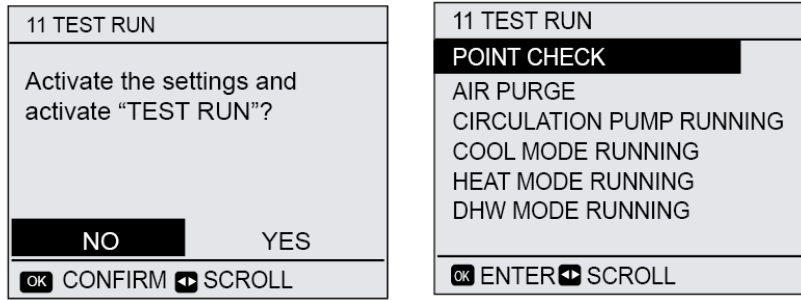 11 TEST RUN
Activate the settings and
activate “TEST RUN”?
NO YES
OK CONFIRM SCROLL
11 TEST RUN
POINT CHECK
AIR PURGE
CIRCULATION PUMP RUNNING
COOL MODE RUNNING
HEAT MODE RUNNING
DHW MODE RUNNING
OK ENTER SCROLL